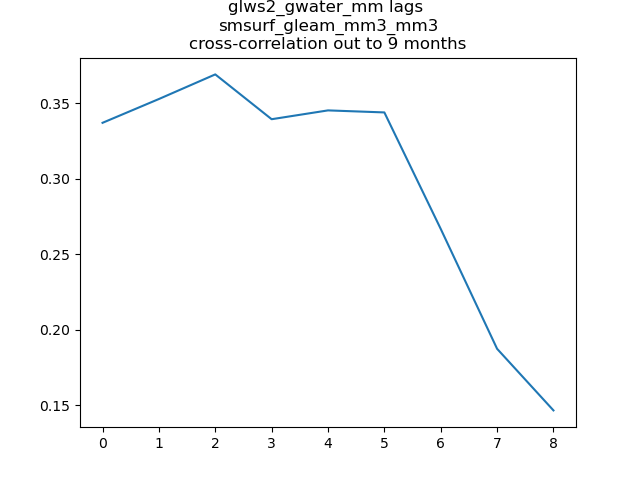 glws2_gwater_mm lags
smsurf_gleam_mm3_mm3
cross-correlation out to 9 months
0.35
0.30
0.25
0.20
0.15
0 1 2 3 4 5 6 7 8